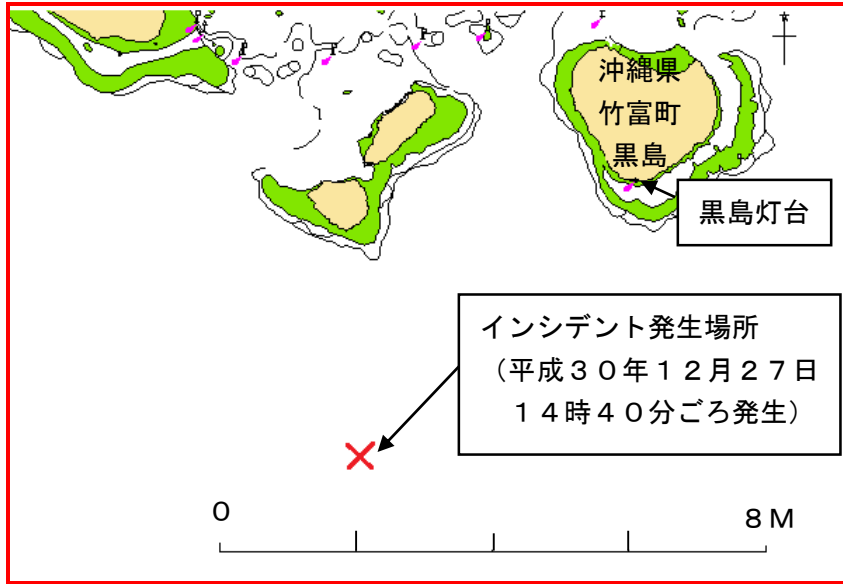 沖縄県
竹富町
黒島
黒島灯台
インシデント発生場所
（平成３０年１２月２７日
１４時４０分ごろ発生）
０
８Ｍ